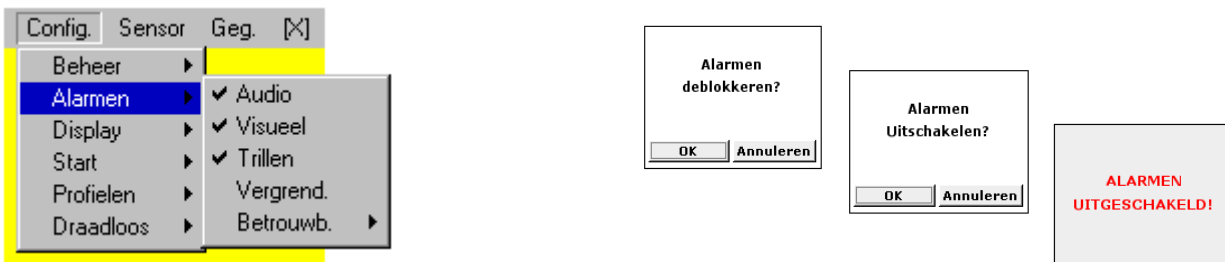 Config. Sensor Geg. [X]
Beheer
Alarmen
Display
Start
Profielen
Draadloos
Audio
Visueel
Trillen
Vergrend.
Betrouwb.
Alarmen
deblokkeren?
OK Annuleren
Alarmen
Uitschakelen?
OK Annuleren
ALARMEN
UITGESCHAKELD!